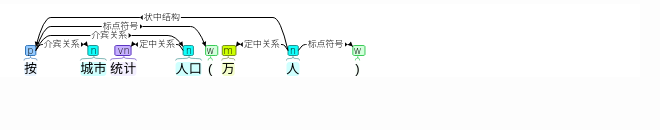 状中结构
标点符号
介宾关系
p 介宾关系 n vn 定中关系 n w m 定中关系 n 标点符号 w
按 城市 统计 人口 ( 万 人 )